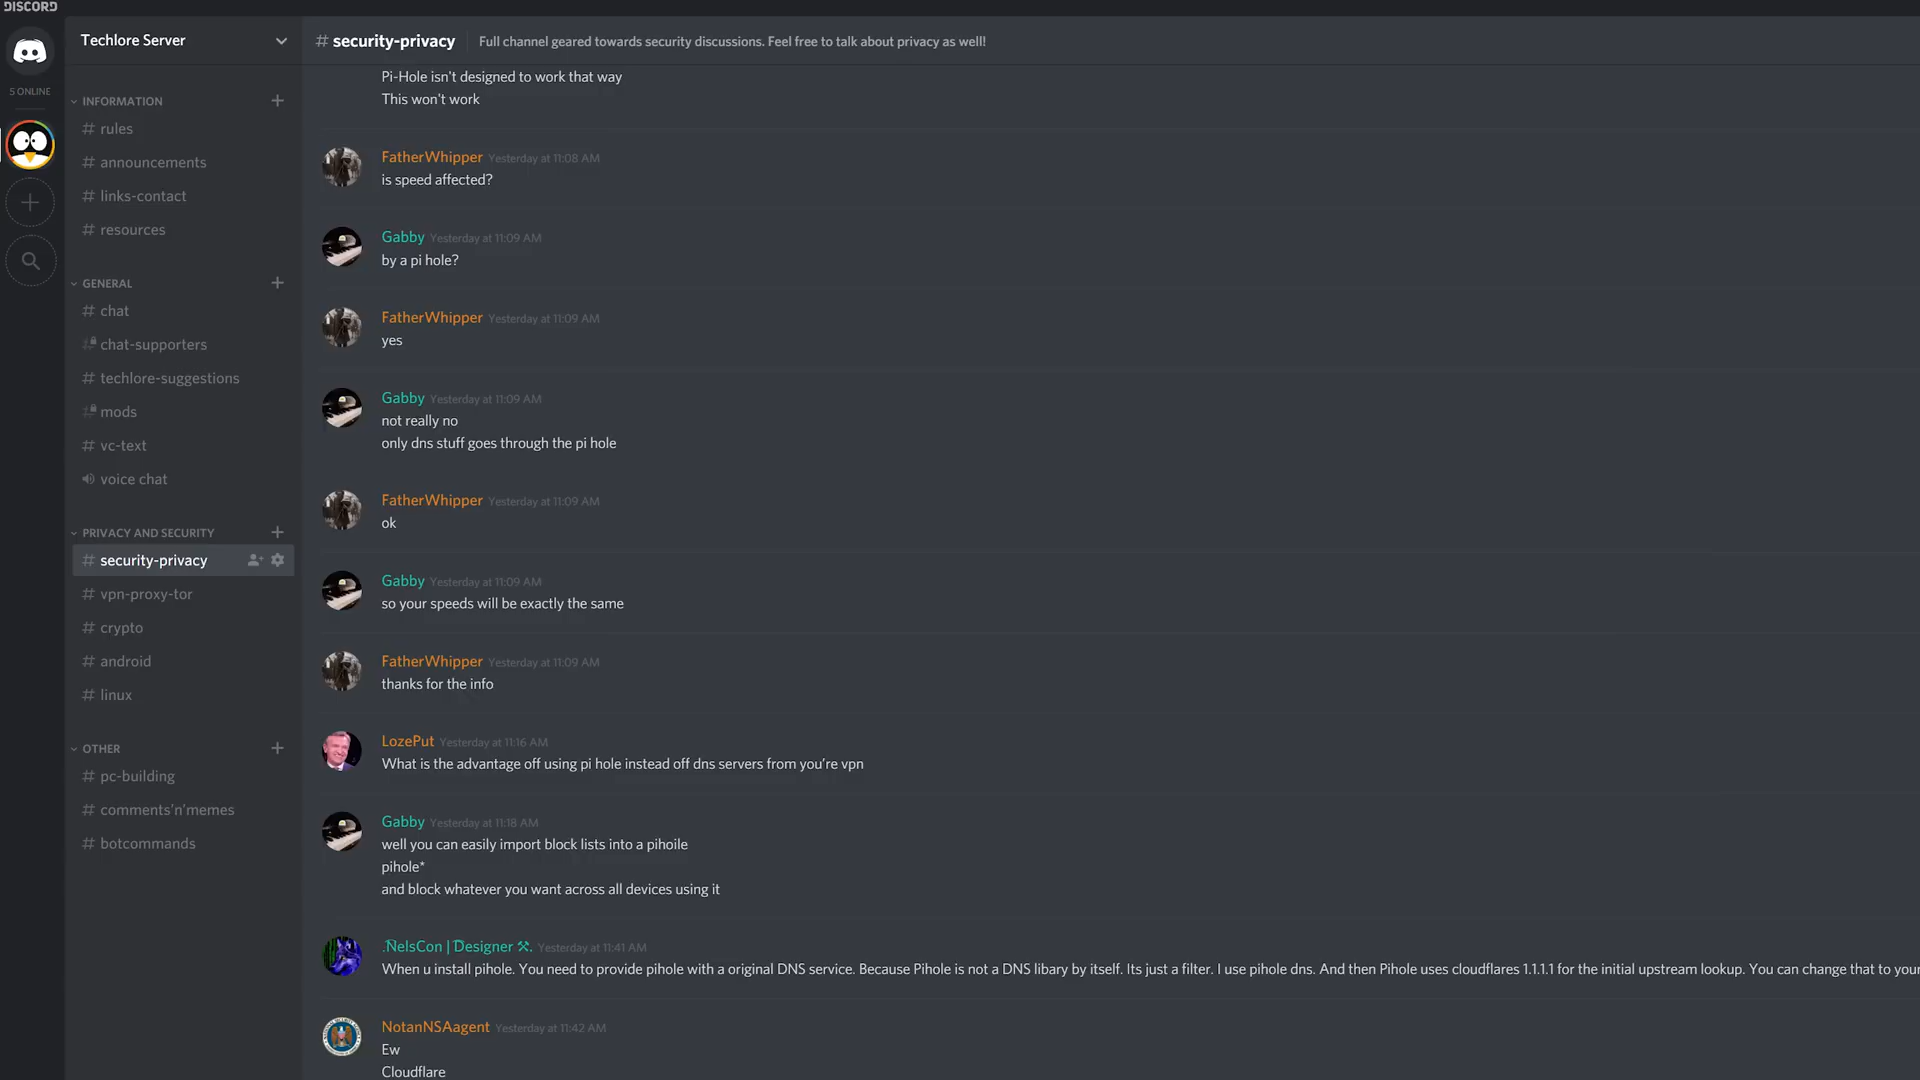 DISCORD
5 ONLINE
Techlore Server
INFORMATION
# rules
# announcements
# links-contact
# resources
GENERAL
# chat
chat-supporters
# techlore-suggestions
mods
# vc-text
voice chat
PRIVACY AND SECURITY
# security-privacy
# vpn-proxy-tor
# crypto
# android
# linux
OTHER
# pc-building
# comments'n'memes
# botcommands
# security-privacy Full channel geared towards security discussions. Feel free to talk about privacy as well!
Pi-Hole isn't designed to work that way
This won't work
FatherWhipper Yesterday at 11:08 AM
is speed affected?
Gabby Yesterday at 11:09 AM
by a pi hole?
FatherWhipper Yesterday at 11:09 AM
yes
Gabby Yesterday at 11:09 AM
not really no
only dns stuff goes through the pi hole
FatherWhipper Yesterday at 11:09 AM
ok
Gabby Yesterday at 11:09 AM
so your speeds will be exactly the same
FatherWhipper Yesterday at 11:09 AM
thanks for the info
LozePut Yesterday at 11:16 AM
What is the advantage off using pi hole instead off dns servers from you're vpn
Gabby Yesterday at 11:18 AM
well you can easily import block lists into a pihoile
pihole*
and block whatever you want across all devices using it
.NelsCon | Designer ⚒. Yesterday at 11:41 AM
When u install pihole. You need to provide pihole with a original DNS service. Because Pihole is not a DNS libary by itself. Its just a filter. I use pihole dns. And then Pihole uses cloudflares 1.1.1.1 for the initial upstream lookup. You can change that to your
NotanNSAagent Yesterday at 11:42 AM
Ew
Cloudflare